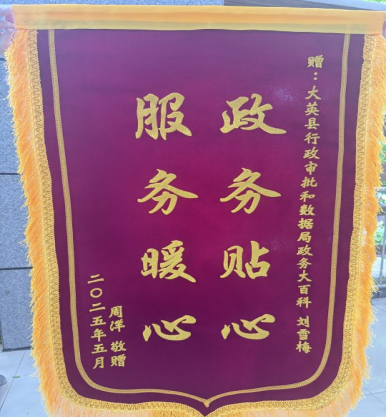 赠：大英县行政审批和数据局政务大百科 刘雪梅
政务贴心
服务暖心
周洋 敬赠
二〇二五年五月